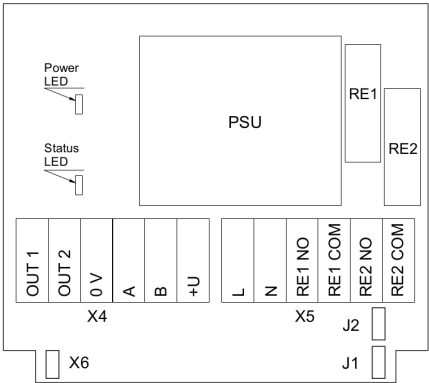 Power
LED
PSU
RE1
RE2
Status
LED
OUT 1
OUT 2
0 V
A
B
+U
L
N
RE1 NO
RE1 COM
RE2 NO
RE2 COM
X4
X5
J2
X6
J1